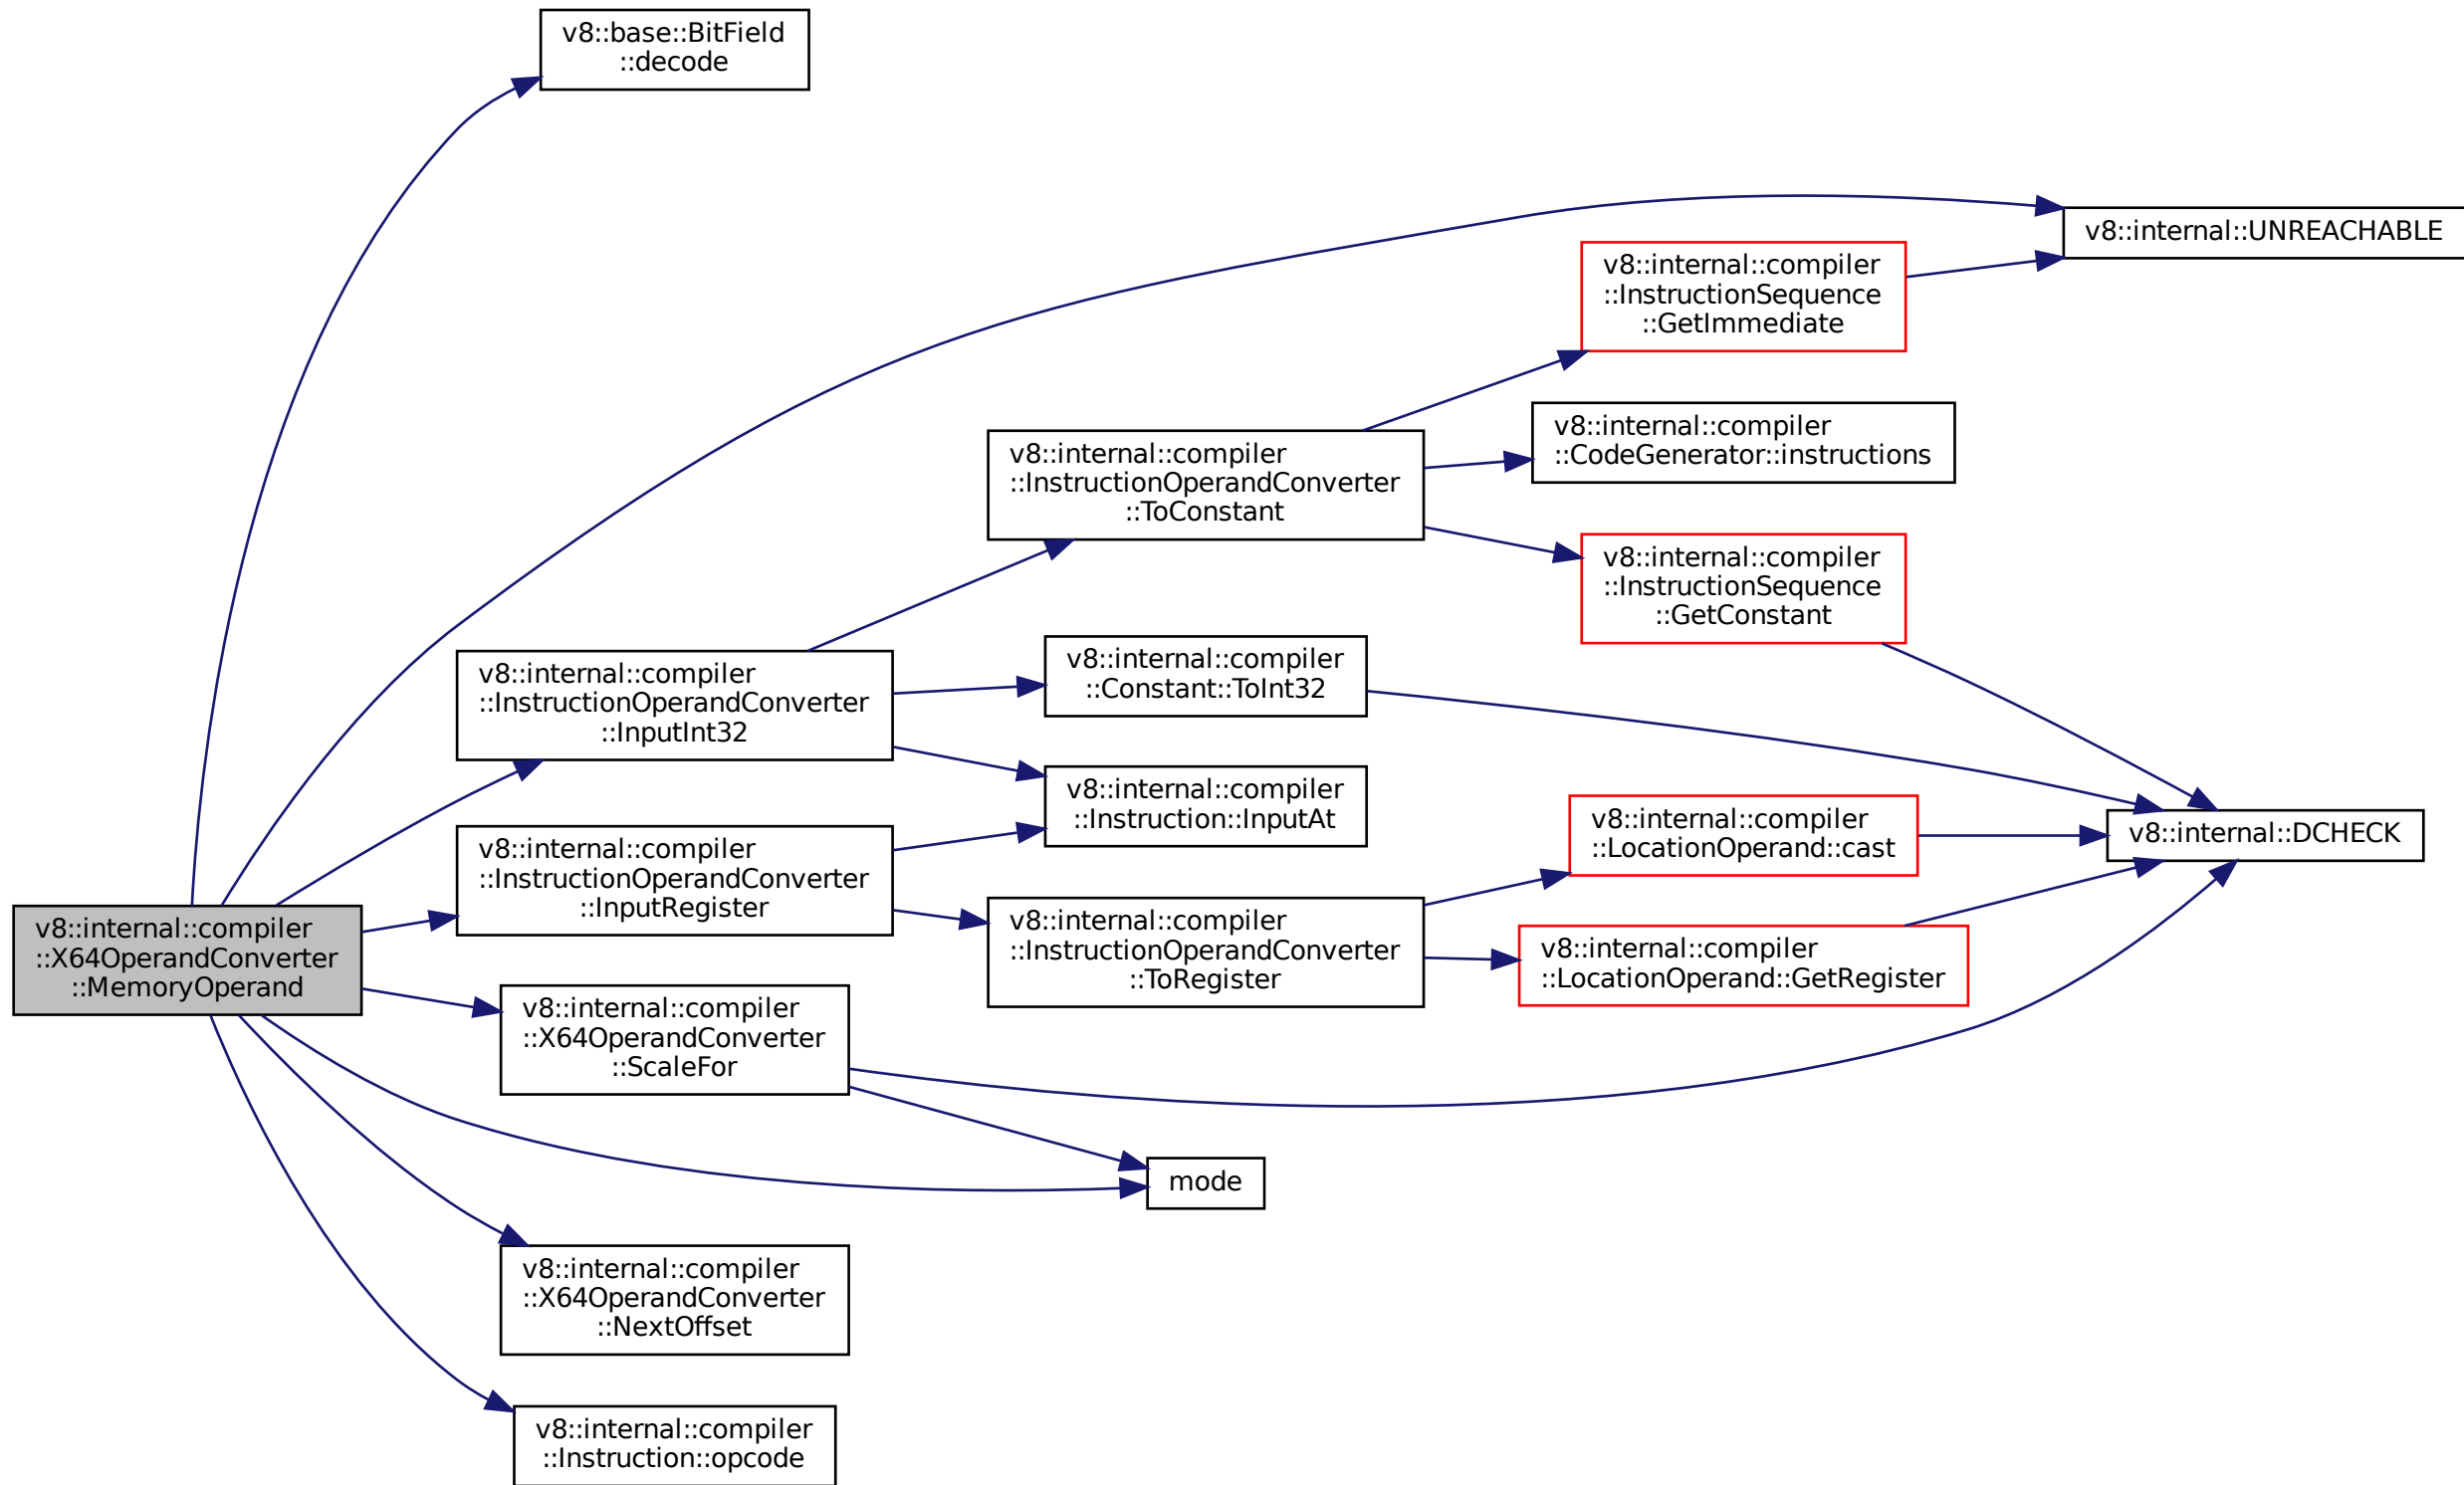 v8::base::BitField
::decode
v8::internal::UNREACHABLE
v8::internal::compiler
::InstructionSequence
::GetImmediate
v8::internal::compiler
::CodeGenerator::instructions
v8::internal::compiler
::InstructionOperandConverter
::ToConstant
v8::internal::compiler
::InstructionSequence
::GetConstant
v8::internal::compiler
::Constant::ToInt32
v8::internal::compiler
::InstructionOperandConverter
::InputInt32
v8::internal::compiler
::Instruction::InputAt
v8::internal::compiler
::LocationOperand::cast
v8::internal::DCHECK
v8::internal::compiler
::InstructionOperandConverter
::InputRegister
v8::internal::compiler
::InstructionOperandConverter
::ToRegister
v8::internal::compiler
::LocationOperand::GetRegister
v8::internal::compiler
::X64OperandConverter
::MemoryOperand
v8::internal::compiler
::X64OperandConverter
::ScaleFor
mode
v8::internal::compiler
::X64OperandConverter
::NextOffset
v8::internal::compiler
::Instruction::opcode